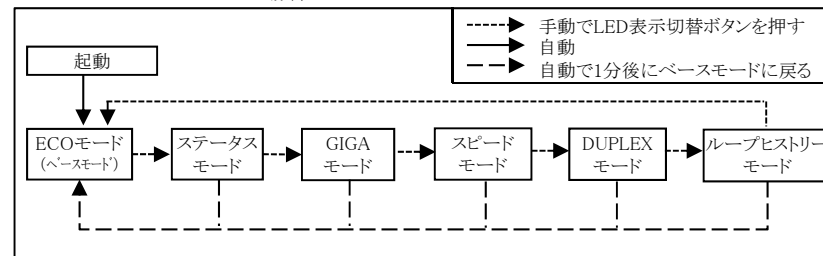 手動でLED表示切替ボタンを押す
自動
自動で1分後にベースモードに戻る
起動
ECOモード
(ベースモード)
ステータス
モード
GIGA
モード
スピード
モード
DUPLEX
モード
ループヒストリー
モード